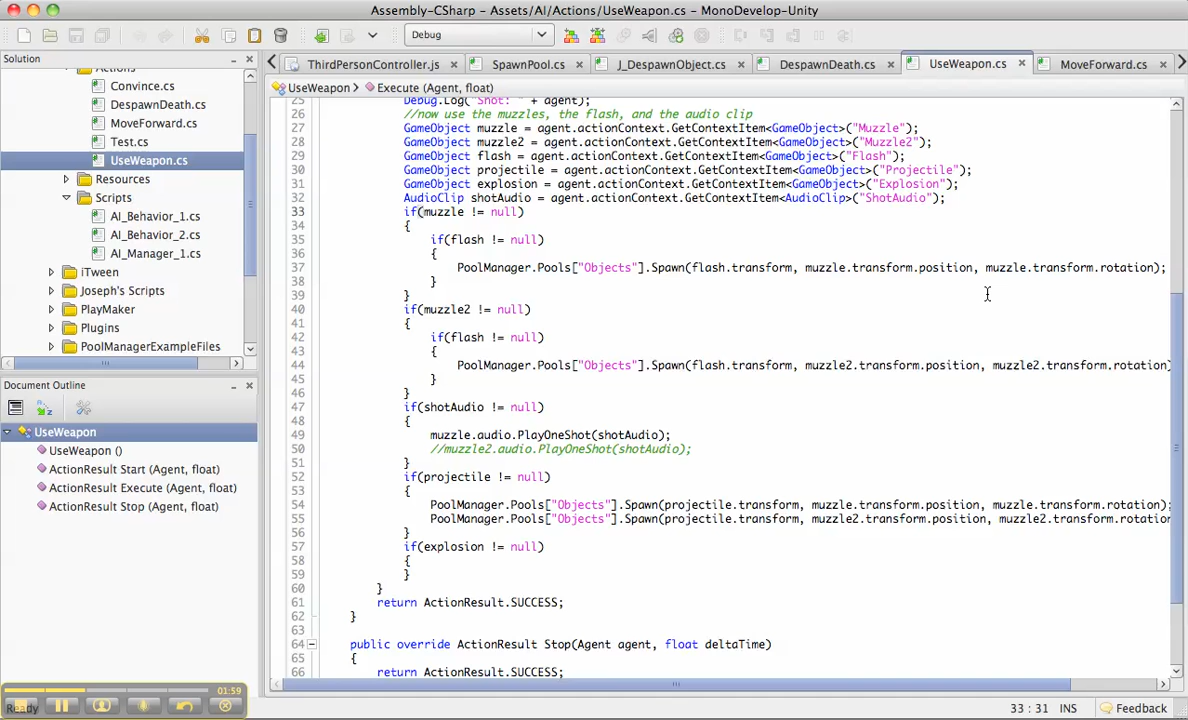 Assembly-CSharp - Assets/AI/Actions/UseWeapon.cs - MonoDevelop-Unity
Debug
Solution
Actions
Convince.cs
DespawnDeath.cs
MoveForward.cs
Test.cs
UseWeapon.cs
Resources
Scripts
AI_Behavior_1.cs
AI_Behavior_2.cs
AI_Manager_1.cs
iTween
Joseph's Scripts
PlayMaker
Plugins
PoolManagerExampleFiles
Document Outline
UseWeapon
UseWeapon ()
ActionResult Start (Agent, float)
ActionResult Execute (Agent, float)
ActionResult Stop (Agent, float)
01:59
Ready
ThirdPersonController.js
SpawnPool.cs
J_DespawnObject.cs
DespawnDeath.cs
UseWeapon.cs
MoveForward.cs
UseWeapon
Execute (Agent, float)
25 Debug.Log("Shot: " + agent);
26 //now use the muzzles, the flash, and the audio clip
27 GameObject muzzle = agent.actionContext.GetContextItem<GameObject>("Muzzle");
28 GameObject muzzle2 = agent.actionContext.GetContextItem<GameObject>("Muzzle2");
29 GameObject flash = agent.actionContext.GetContextItem<GameObject>("Flash");
30 GameObject projectile = agent.actionContext.GetContextItem<GameObject>("Projectile");
31 GameObject explosion = agent.actionContext.GetContextItem<GameObject>("Explosion");
32 AudioClip shotAudio = agent.actionContext.GetContextItem<AudioClip>("ShotAudio");
33 if(muzzle != null)
34 {
35 if(flash != null)
36 {
37 PoolManager.Pools["Objects"].Spawn(flash.transform, muzzle.transform.position, muzzle.transform.rotation);
38 }
39 }
40 if(muzzle2 != null)
41 {
42 if(flash != null)
43 {
44 PoolManager.Pools["Objects"].Spawn(flash.transform, muzzle2.transform.position, muzzle2.transform.rotation)
45 }
46 }
47 if(shotAudio != null)
48 {
49 muzzle.audio.PlayOneShot(shotAudio);
50 //muzzle2.audio.PlayOneShot(shotAudio);
51 }
52 if(projectile != null)
53 {
54 PoolManager.Pools["Objects"].Spawn(projectile.transform, muzzle.transform.position, muzzle.transform.rotation);
55 PoolManager.Pools["Objects"].Spawn(projectile.transform, muzzle2.transform.position, muzzle2.transform.rotation
56 }
57 if(explosion != null)
58 {
59 }
60 }
61 return ActionResult.SUCCESS;
62 }
63
64 public override ActionResult Stop(Agent agent, float deltaTime)
65 {
66 return ActionResult.SUCCESS;
33 : 31 INS
Feedback